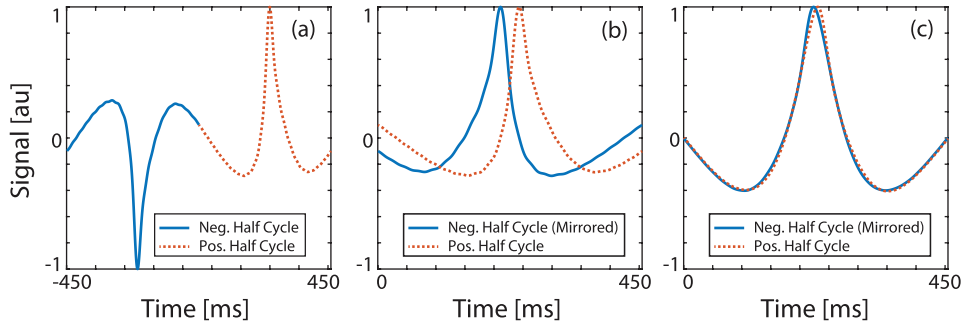 1
(a)
(b)
(c)
1
1
Signal [au]
0
0
0
Neg. Half Cycle
Pos. Half Cycle
Neg. Half Cycle (Mirrored)
Pos. Half Cycle
Neg. Half Cycle (Mirrored)
Pos. Half Cycle
-1
-1
-1
-450
450
0
450
0
450
Time [ms]
Time [ms]
Time [ms]